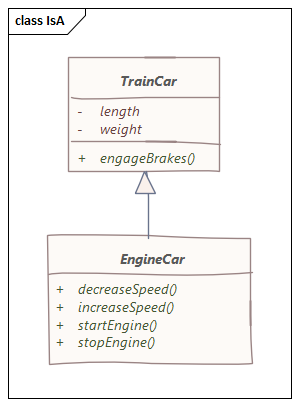 class IsA
TrainCar
- length
- weight
+ engageBrakes()
EngineCar
+ decreaseSpeed()
+ increaseSpeed()
+ startEngine()
+ stopEngine()